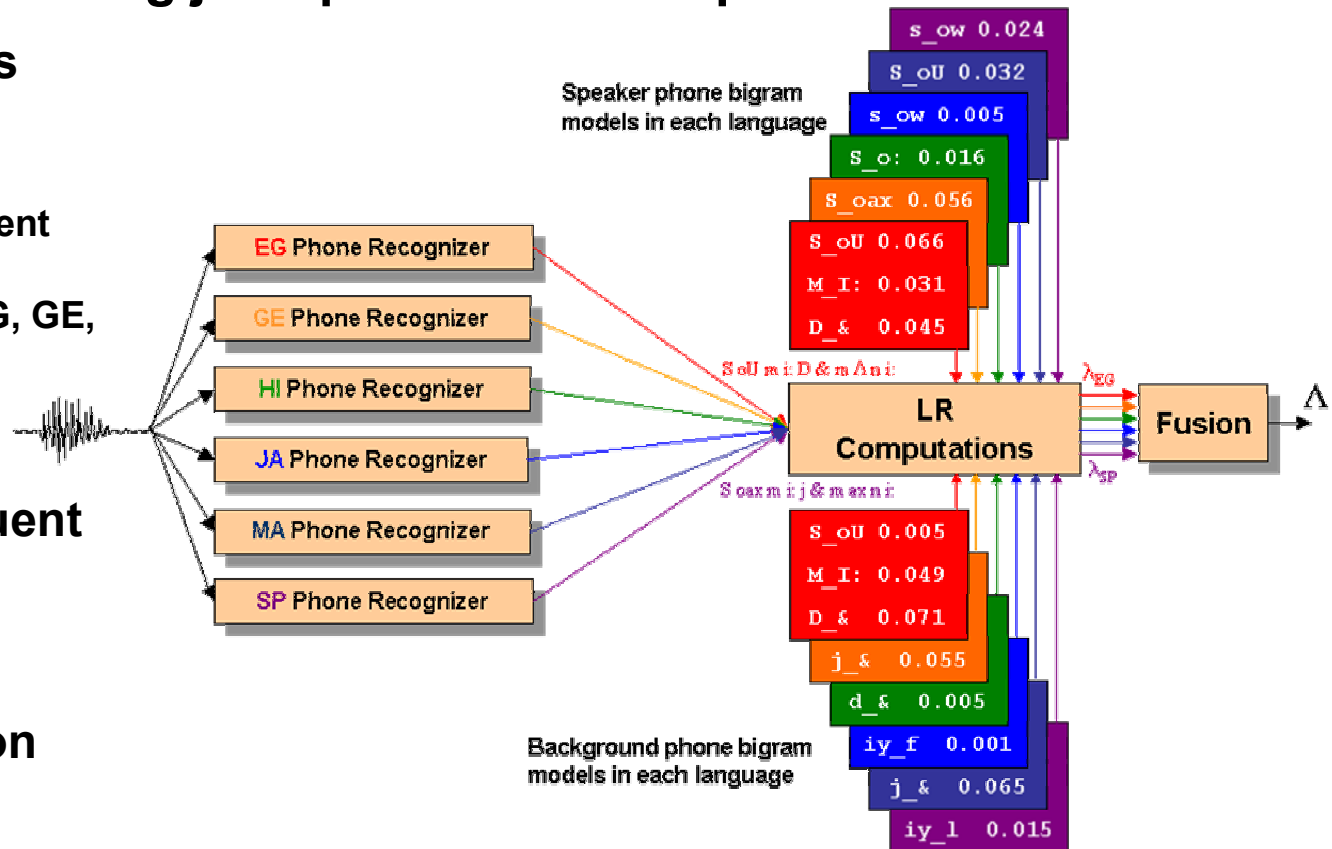 s
ent
G, GE,
uent
on
Speaker phone bigram
models in each language
s_ow 0.024
S_oU 0.032
s_ow 0.005
S_o: 0.016
S_oax 0.056
S_oU 0.066
M_I: 0.031
D_& 0.045
EG Phone Recognizer
GE Phone Recognizer
HI Phone Recognizer
JA Phone Recognizer
MA Phone Recognizer
SP Phone Recognizer
S oU m i: D & m Λ n i:
S oax m i: j & m ax n i:
LR
Computations
λEG
λSP
Fusion
Λ
S_oU 0.005
M_I: 0.049
D_& 0.071
j_& 0.055
d_& 0.005
iy_f 0.001
j_& 0.065
iy_l 0.015
Background phone bigram
models in each language